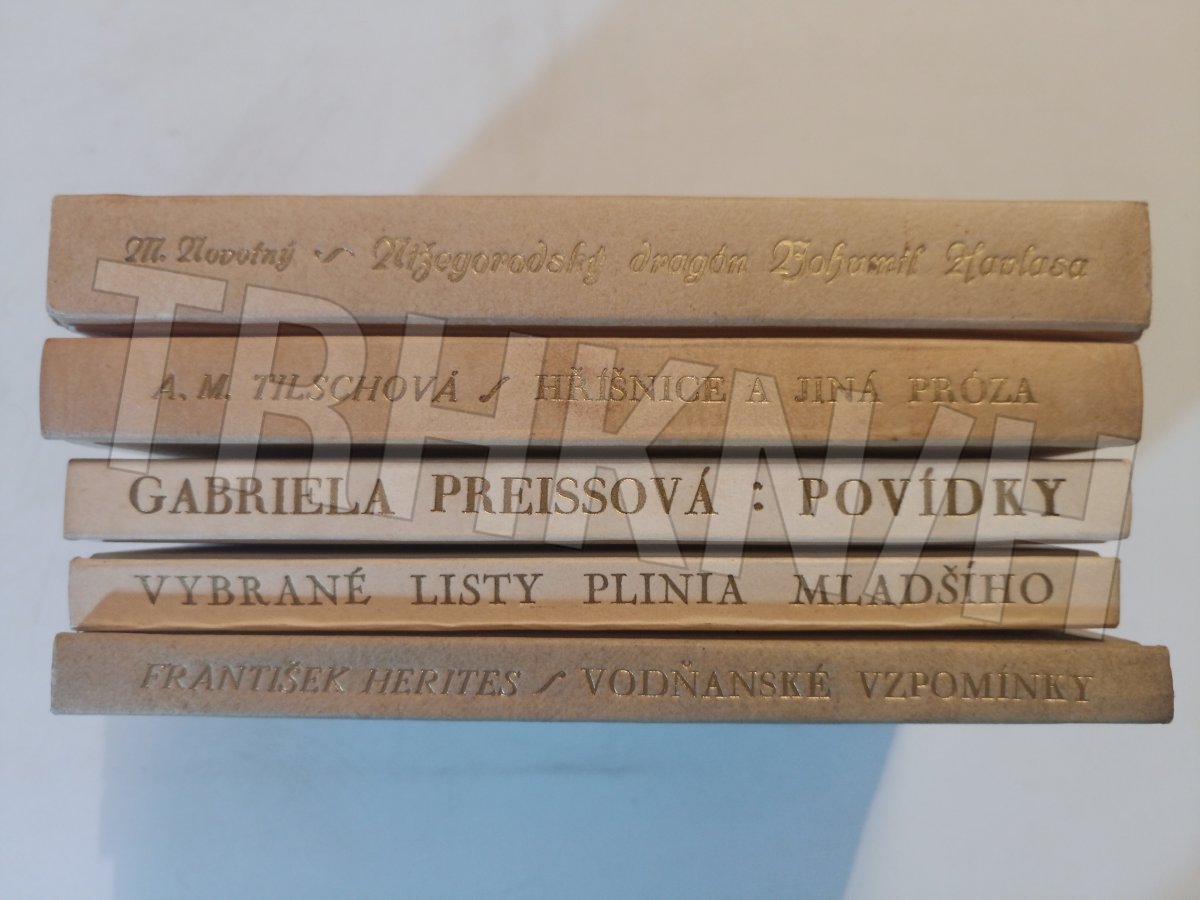 M. Novotný / Nižegorodský dragón Bohumil Havlasa
A. M. TILSCHOVÁ / HŘÍŠNICE A JINÁ PRÓZA
GABRIELA PREISSOVÁ : POVÍDKY
VYBRANÉ LISTY PLINIA MLADŠÍHO
FRANTIŠEK HERITES / VODŇANSKÉ VZPOMÍNKY
TRHKNIH